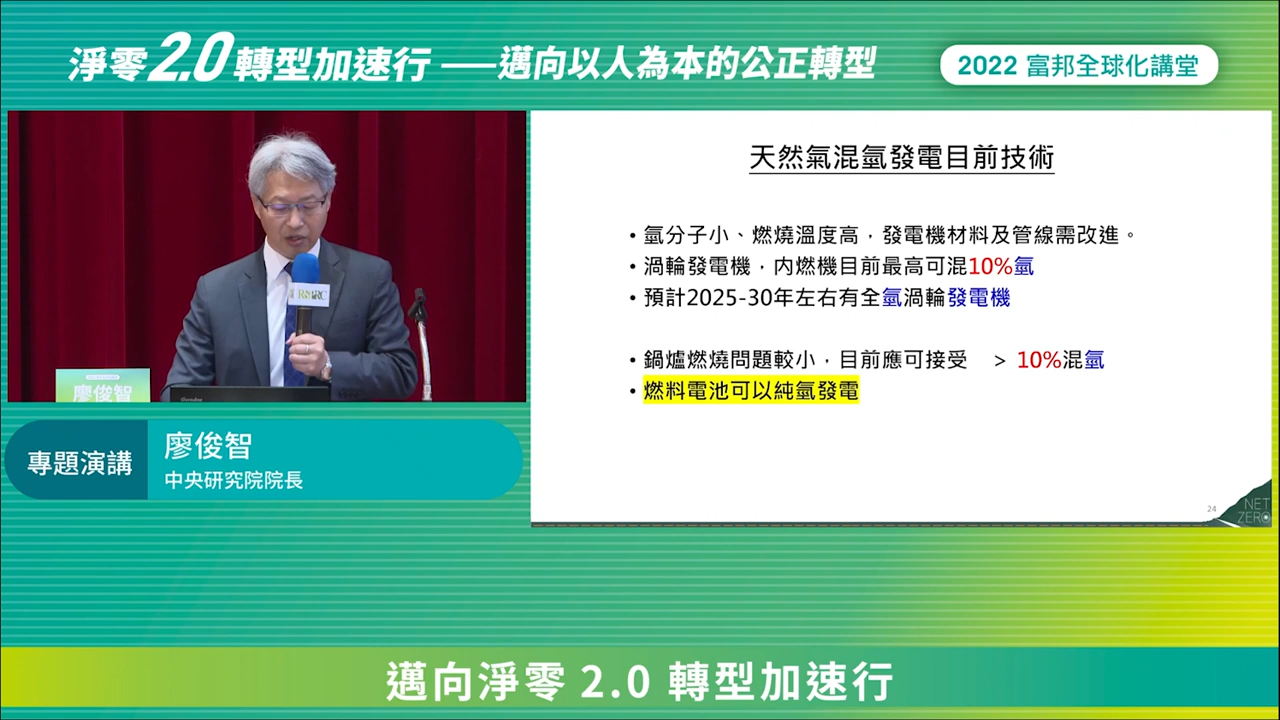 淨零2.0轉型加速行——邁向以人為本的公正轉型
2022 富邦全球化講堂
天然氣混氫發電目前技術
• 氫分子小、燃燒溫度高，發電機材料及管線需改進。
• 渦輪發電機，内燃機目前最高可混10%氫
• 預計2025-30年左右有全氫渦輪發電機
• 鍋爐燃燒問題較小，目前應可接受 > 10%混氫
• 燃料電池可以純氫發電
24
NET
ZERO
廖俊智
專題演講
廖俊智
中央研究院院長
邁向淨零 2.0 轉型加速行